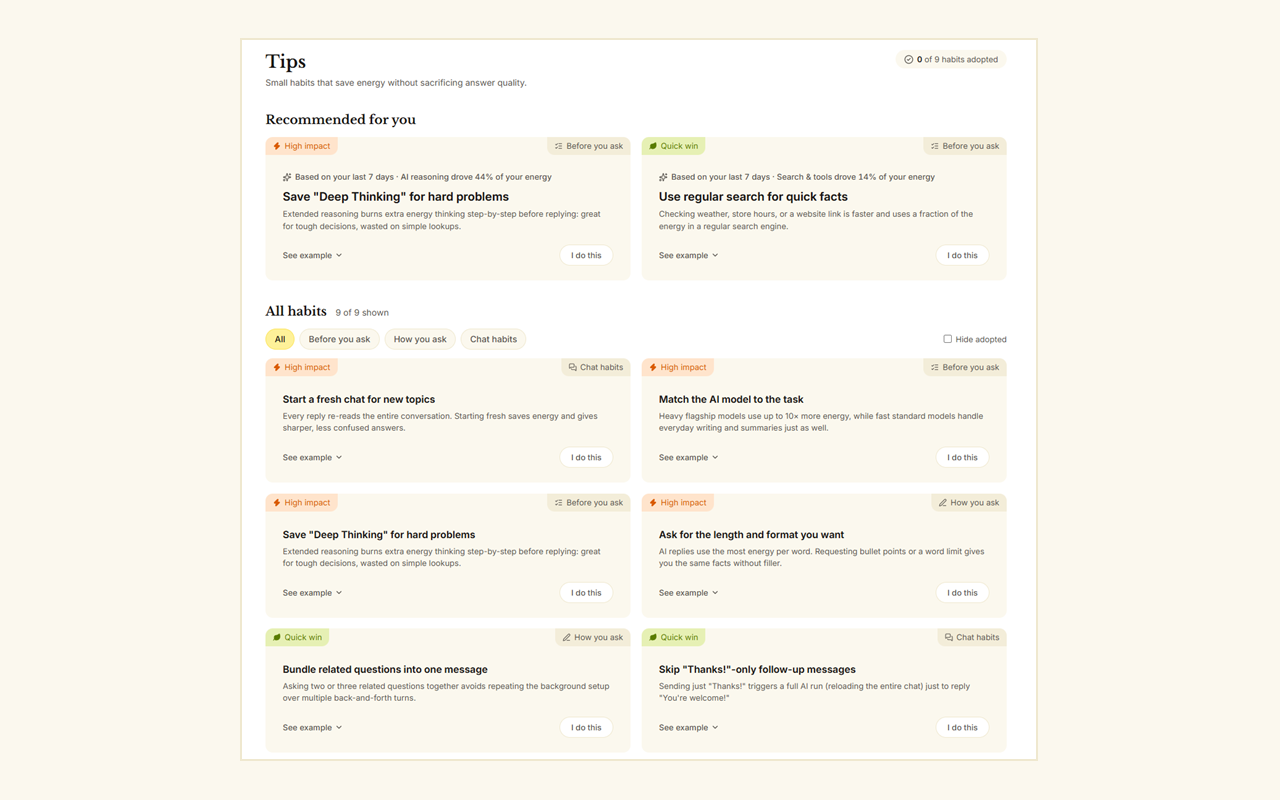 Tips
0 of 9 habits adopted
Small habits that save energy without sacrificing answer quality.
Recommended for you
High impact
Before you ask
Based on your last 7 days · AI reasoning drove 44% of your energy
Save "Deep Thinking" for hard problems
Extended reasoning burns extra energy thinking step-by-step before replying: great
for tough decisions, wasted on simple lookups.
See example
I do this
Quick win
Before you ask
Based on your last 7 days · Search & tools drove 14% of your energy
Use regular search for quick facts
Checking weather, store hours, or a website link is faster and uses a fraction of the
energy in a regular search engine.
See example
I do this
All habits
9 of 9 shown
All
Before you ask
How you ask
Chat habits
Hide adopted
High impact
Chat habits
Start a fresh chat for new topics
Every reply re-reads the entire conversation. Starting fresh saves energy and gives
sharper, less confused answers.
See example
I do this
High impact
Before you ask
Match the AI model to the task
Heavy flagship models use up to 10× more energy, while fast standard models handle
everyday writing and summaries just as well.
See example
I do this
High impact
Before you ask
Save "Deep Thinking" for hard problems
Extended reasoning burns extra energy thinking step-by-step before replying: great
for tough decisions, wasted on simple lookups.
See example
I do this
High impact
How you ask
Ask for the length and format you want
AI replies use the most energy per word. Requesting bullet points or a word limit gives
you the same facts without filler.
See example
I do this
Quick win
How you ask
Bundle related questions into one message
Asking two or three related questions together avoids repeating the background setup
over multiple back-and-forth turns.
See example
I do this
Quick win
Chat habits
Skip "Thanks!"-only follow-up messages
Sending just "Thanks!" triggers a full AI run (reloading the entire chat) just to reply
"You're welcome!"
See example
I do this